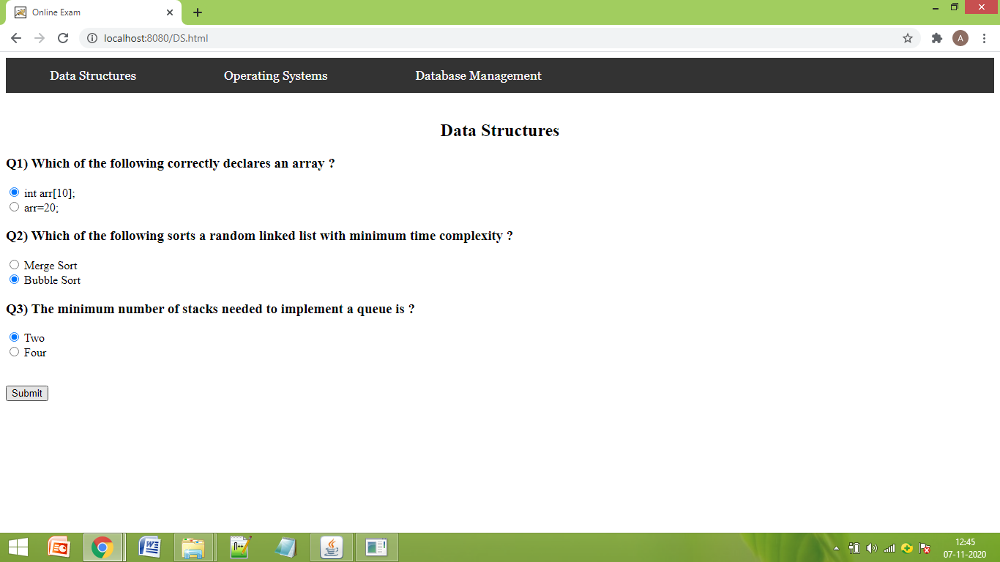 Online Exam
localhost:8080/DS.html
A
Data Structures Operating Systems Database Management
Data Structures
Q1) Which of the following correctly declares an array ?
int arr[10];
arr=20;
Q2) Which of the following sorts a random linked list with minimum time complexity ?
Merge Sort
Bubble Sort
Q3) The minimum number of stacks needed to implement a queue is ?
Two
Four
Submit
12:45
07-11-2020